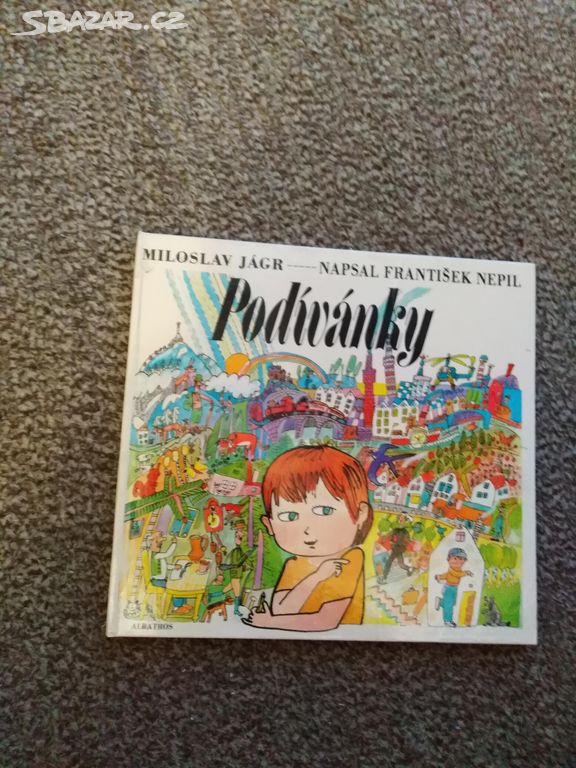 SBAZAR.CZ
MILOSLAV JÁGR ----- NAPSAL FRANTIŠEK NEPIL
Podívánky
ALBATROS